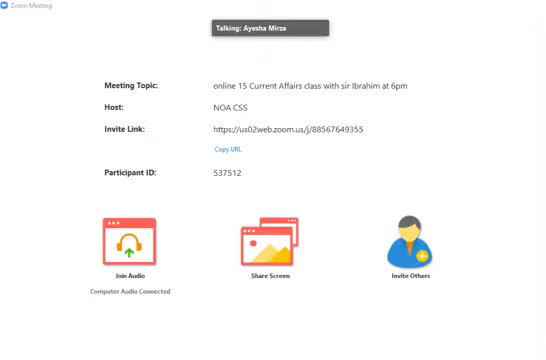 Zoom Meeting
Talking: Ayesha Mirza
Meeting Topic: online 15 Current Affairs class with sir Ibrahim at 6pm
Host: NOA CSS
Invite Link: https://us02web.zoom.us/j/88567649355
Copy URL
Participant ID: 537512
Join Audio Share Screen Invite Others
Computer Audio Connected